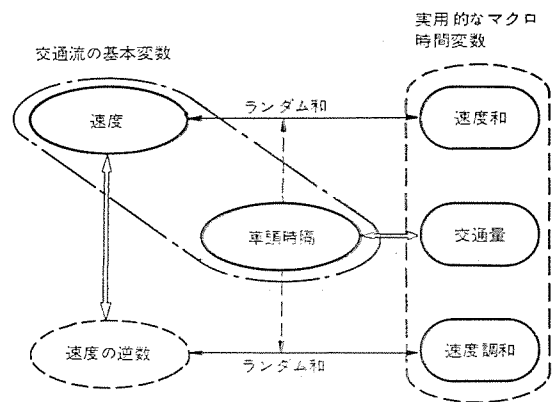 実用的なマクロ
時間変数
交通流の基本変数
ランダム和
速度
速度和
車頭時隔
交通量
速度の逆数
速度調和
ランダム和